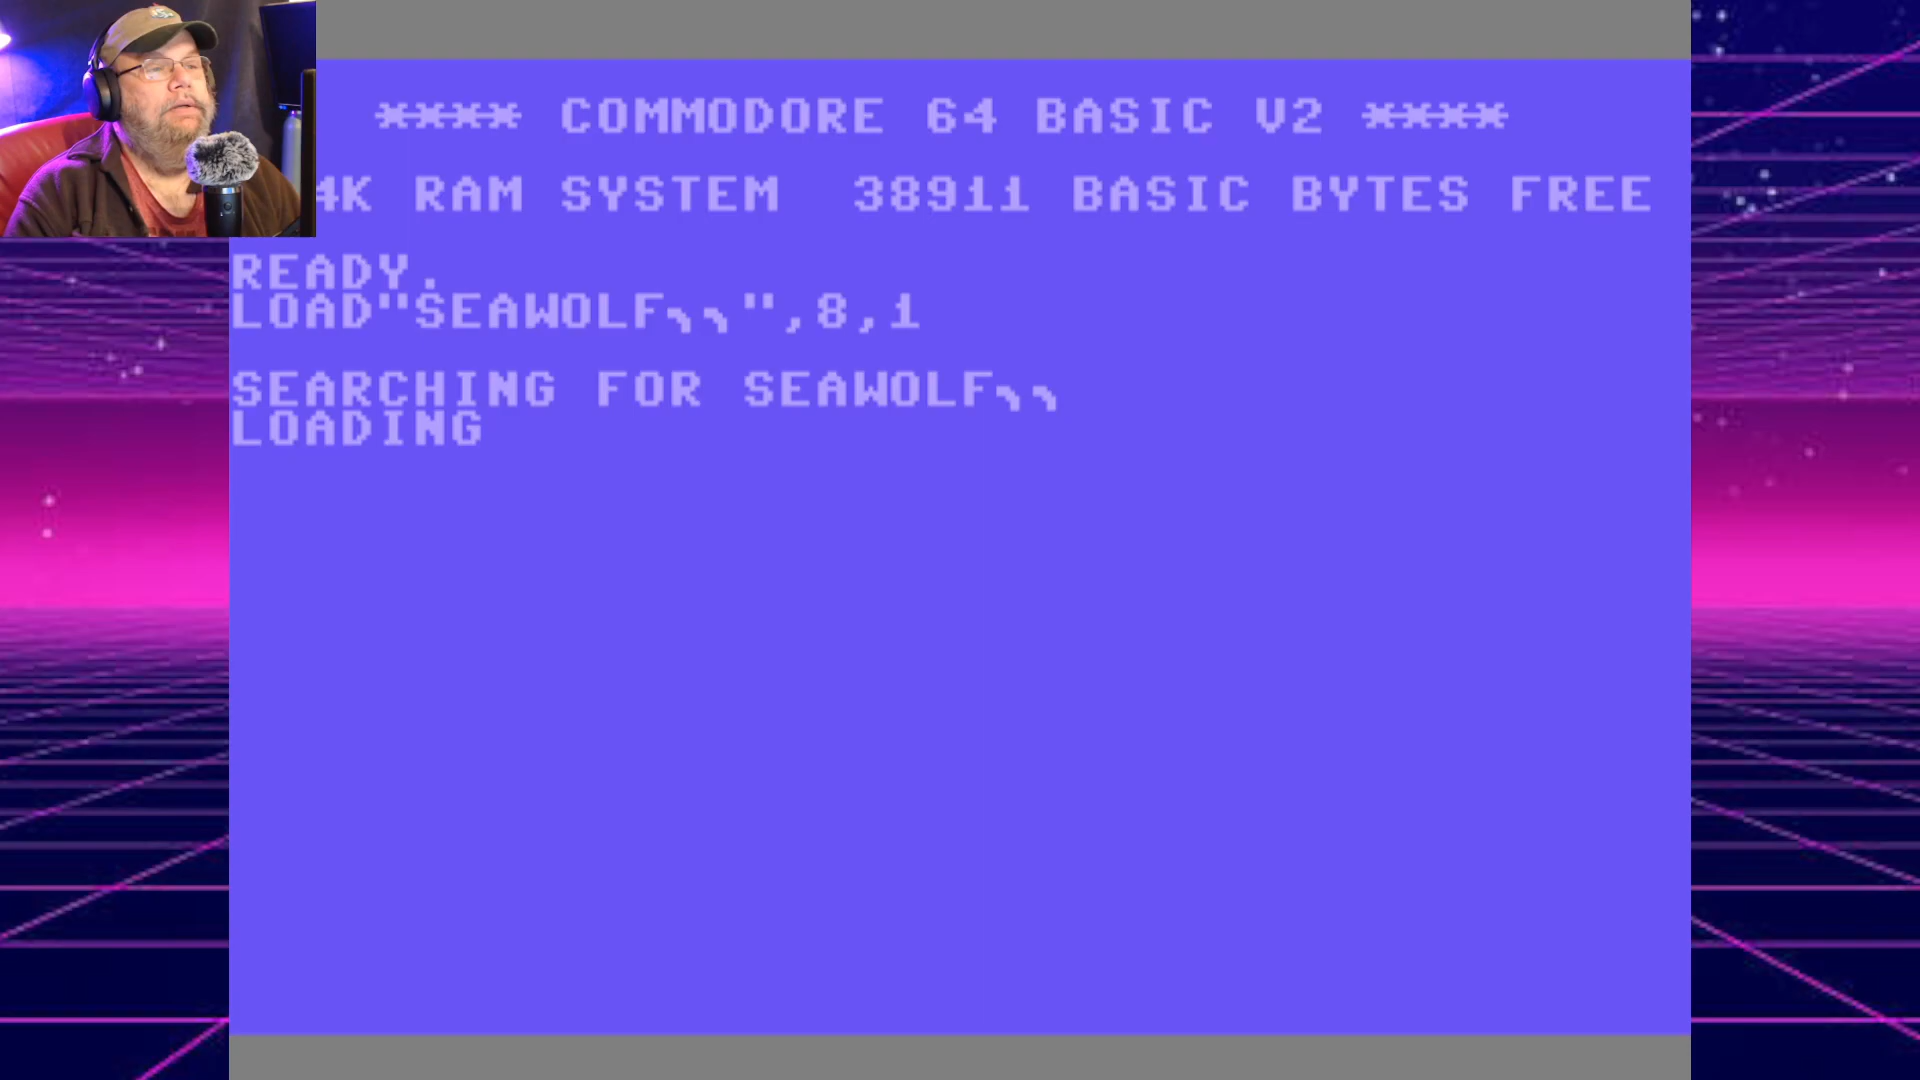 **** COMMODORE 64 BASIC V2 ****
4K RAM SYSTEM  38911 BASIC BYTES FREE
READY.
LOAD"SEAWOLF╮╮",8,1
SEARCHING FOR SEAWOLF╮╮
LOADING